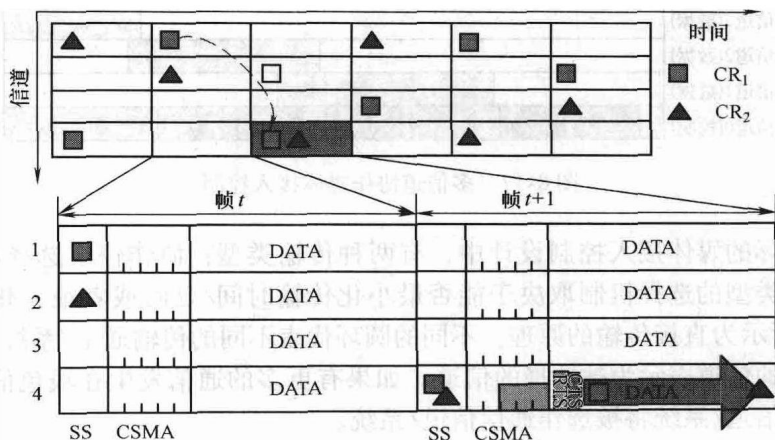 时间
信道
CR₁
CR₂
帧 t
帧 t+1
1 DATA DATA
2 DATA DATA
3 DATA DATA
4 DATA DATA
SS CSMA SS CSMA